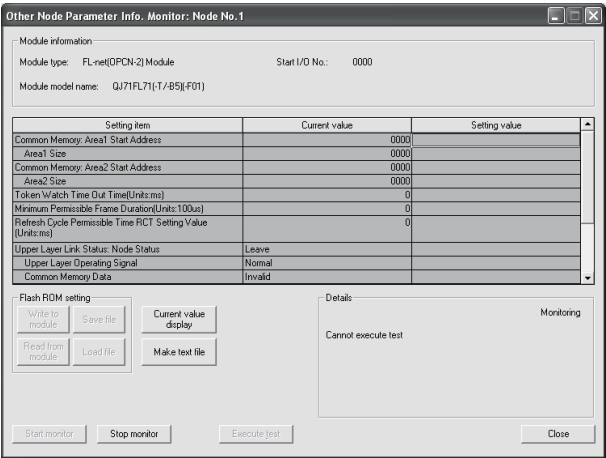 Other Node Parameter Info. Monitor: Node No.1
Module information
Module type: FL-net(OPCN-2) Module Start I/O No.: 0000
Module model name: QJ71FL71(-T/-B5)(-F01)
Setting item Current value Setting value
Common Memory: Area1 Start Address 0000
Area1 Size 0000
Common Memory: Area2 Start Address 0000
Area2 Size 0000
Token Watch Time Out Time(Units:ms) 0
Minimum Permissible Frame Duration(Units:100us) 0
Refresh Cycle Permissible Time RCT Setting Value 0
(Units:ms)
Upper Layer Link Status: Node Status Leave
Upper Layer Operating Signal Normal
Common Memory Data Invalid
Flash ROM setting
Write to
module
Save file
Current value
display
Read from
module
Load file
Make text file
Details
Monitoring
Cannot execute test
Start monitor Stop monitor Execute test Close